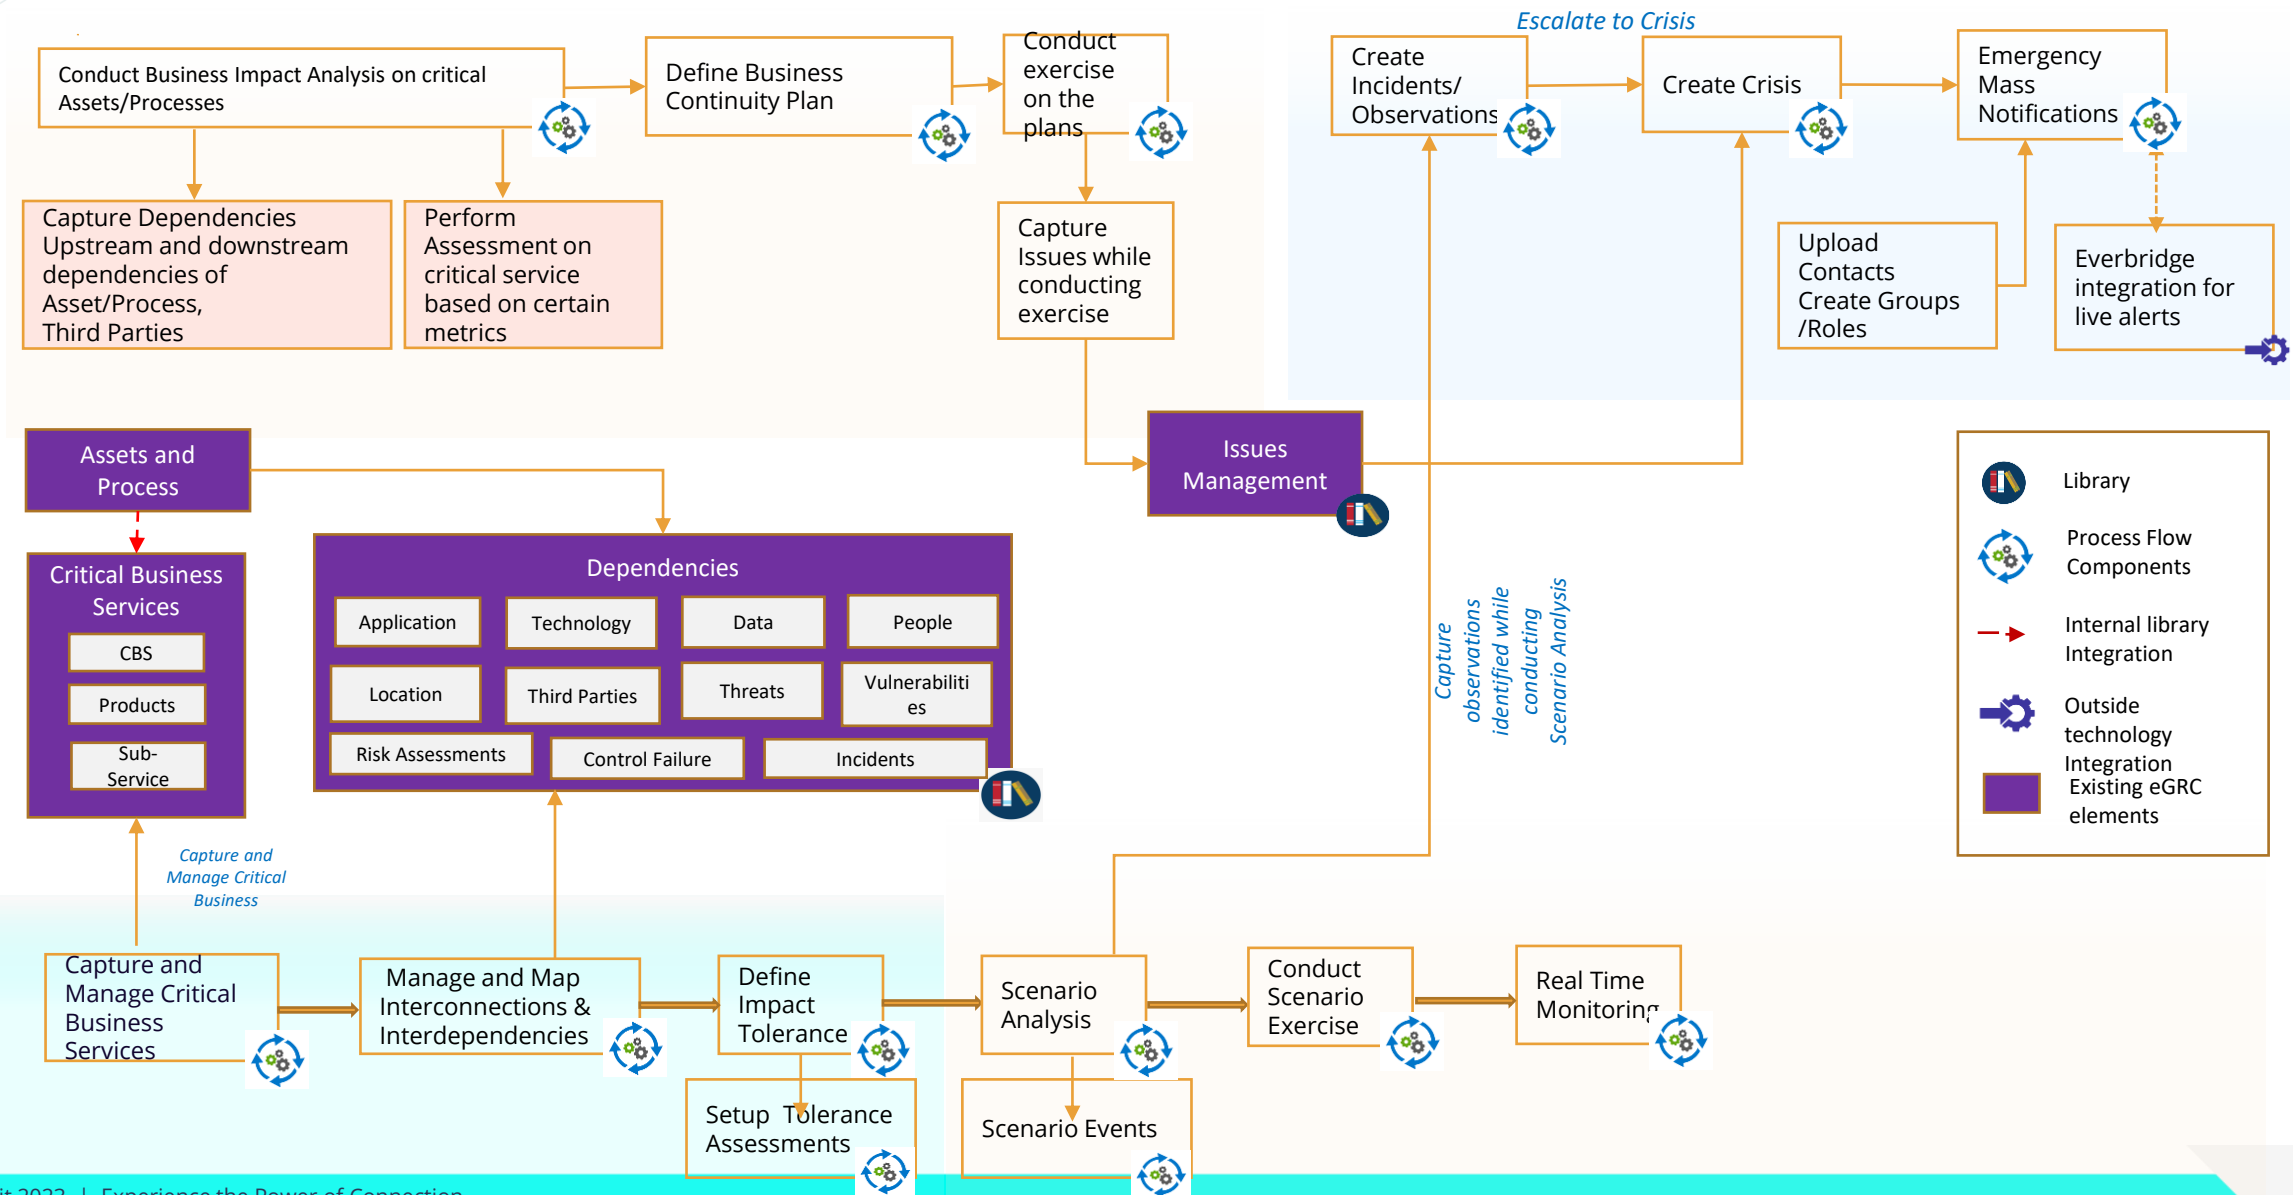 Escalate to Crisis
Conduct Business Impact Analysis on critical
Assets/Processes
Define Business
Continuity Plan
Conduct
exercise
on the
plans
Create
Incidents/
Observations
Create Crisis
Emergency
Mass
Notifications
Capture Dependencies
Upstream and downstream
dependencies of
Asset/Process,
Third Parties
Perform
Assessment on
critical service
based on certain
metrics
Capture
Issues while
conducting
exercise
Upload
Contacts
Create Groups
/Roles
Everbridge
integration for
live alerts
Assets and
Process
Issues
Management
Critical Business
Services
CBS
Products
Sub-
Service
Dependencies
Application
Technology
Data
People
Location
Third Parties
Threats
Vulnerabiliti
es
Risk Assessments
Control Failure
Incidents
Capture
observations
identified while
conducting
Scenario Analysis
Library
Process Flow
Components
Internal library
Integration
Outside
technology
Integration
Existing eGRC
elements
Capture and
Manage Critical
Business
Capture and
Manage Critical
Business
Services
Manage and Map
Interconnections &
Interdependencies
Define
Impact
Tolerance
Scenario
Analysis
Conduct
Scenario
Exercise
Real Time
Monitoring
Setup Tolerance
Assessments
Scenario Events
2023 | Experience the Power of Connection